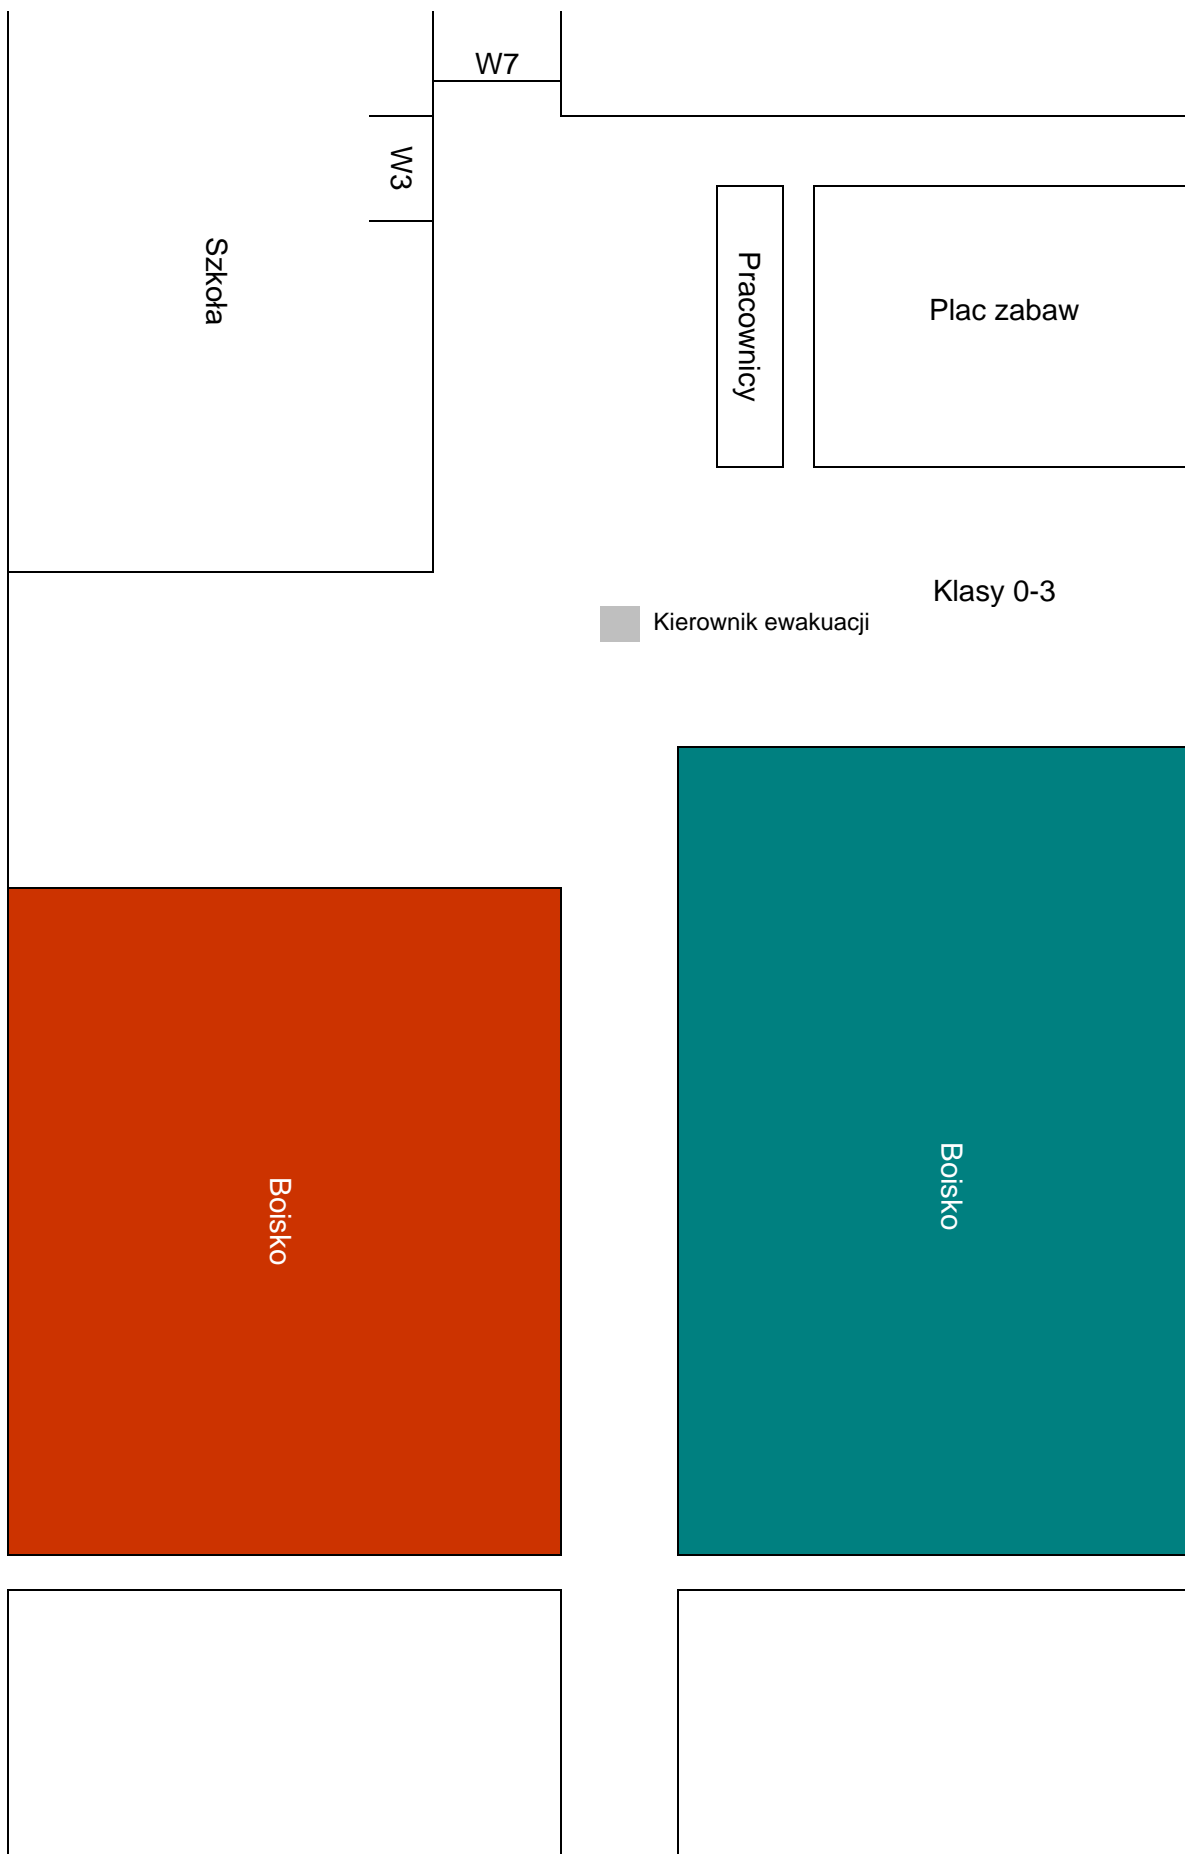 W7
W3
Szkoła
Pracownicy
Plac zabaw
Klasy 0-3
Kierownik ewakuacji
Boisko
Boisko